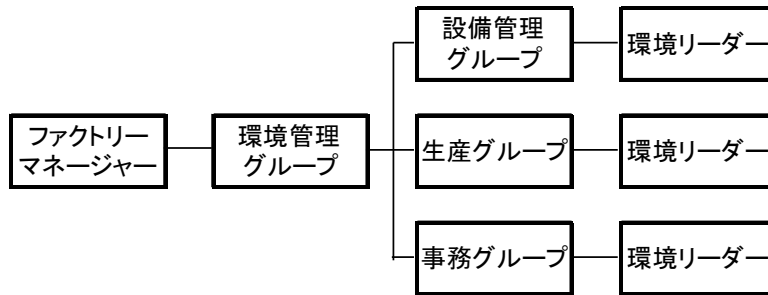 ファクトリー
マネージャー
環境管理
グループ
設備管理
グループ
環境リーダー
生産グループ
環境リーダー
事務グループ
環境リーダー